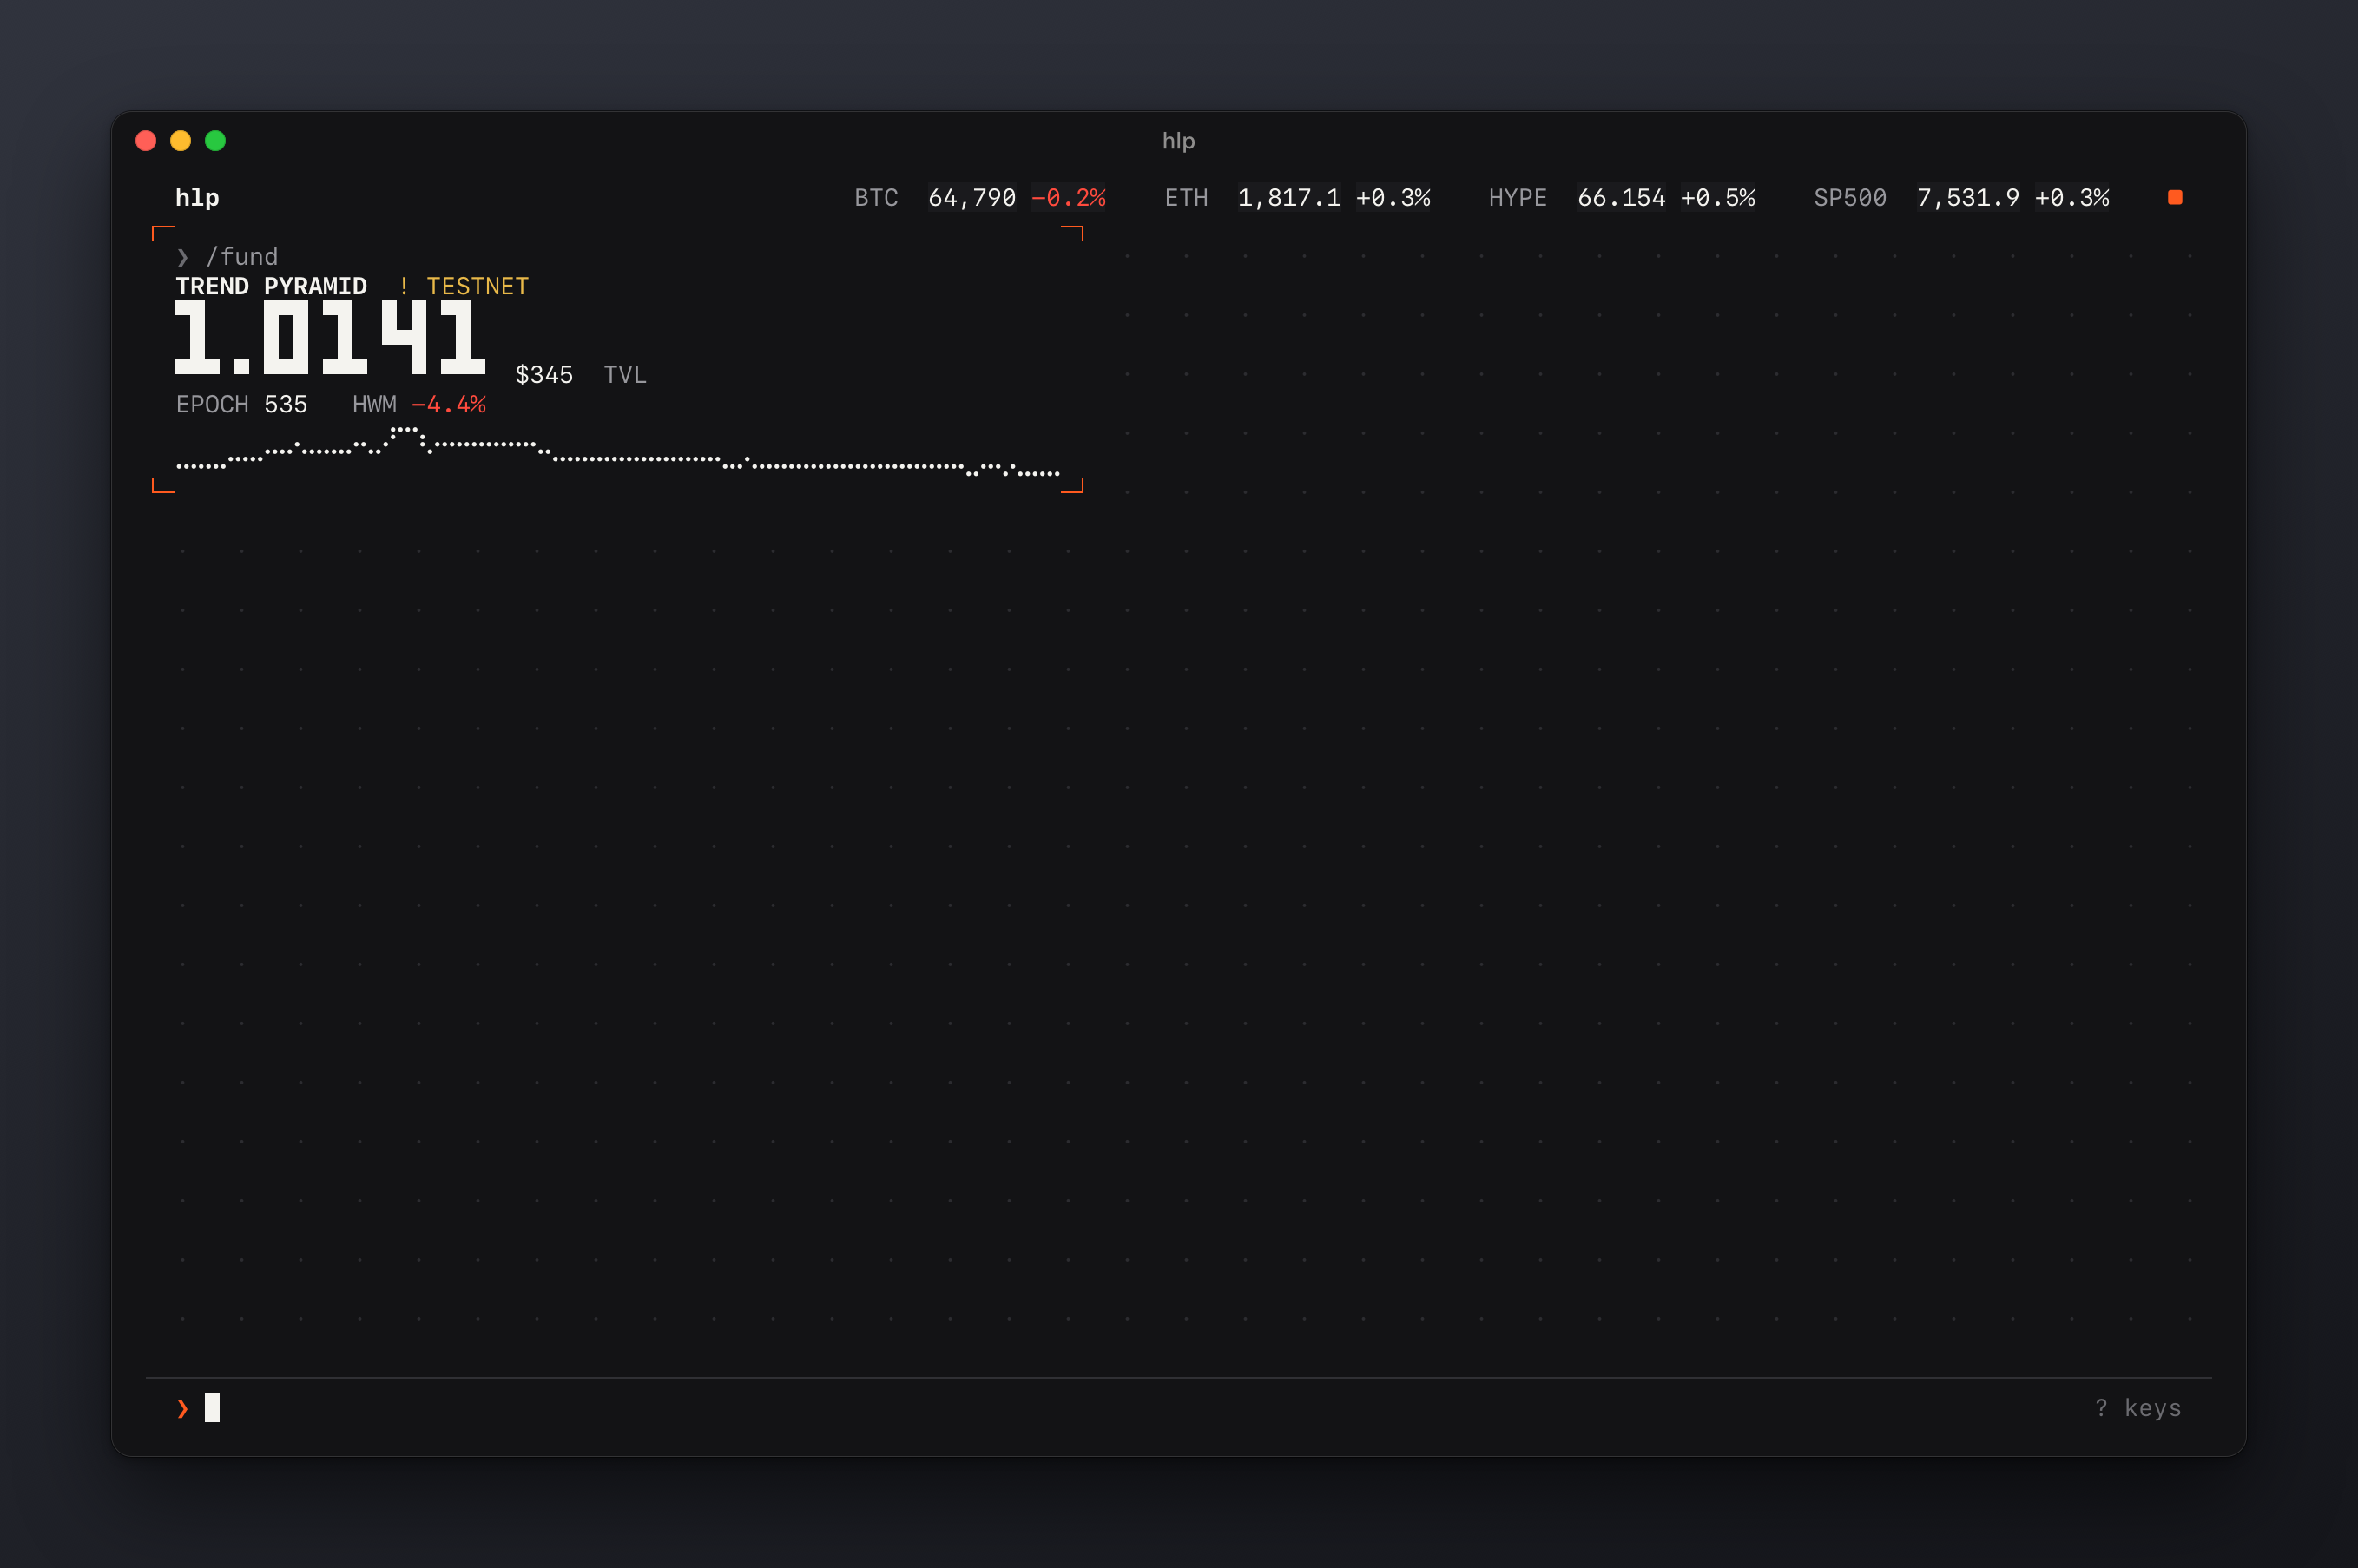 hlp
hlp BTC 64,790 −0.2% ETH 1,817.1 +0.3% HYPE 66.154 +0.5% SP500 7,531.9 +0.3%
❯ /fund
TREND PYRAMID ! TESTNET
1.0141 $345 TVL
EPOCH 535 HWM −4.4%
❯ ? keys